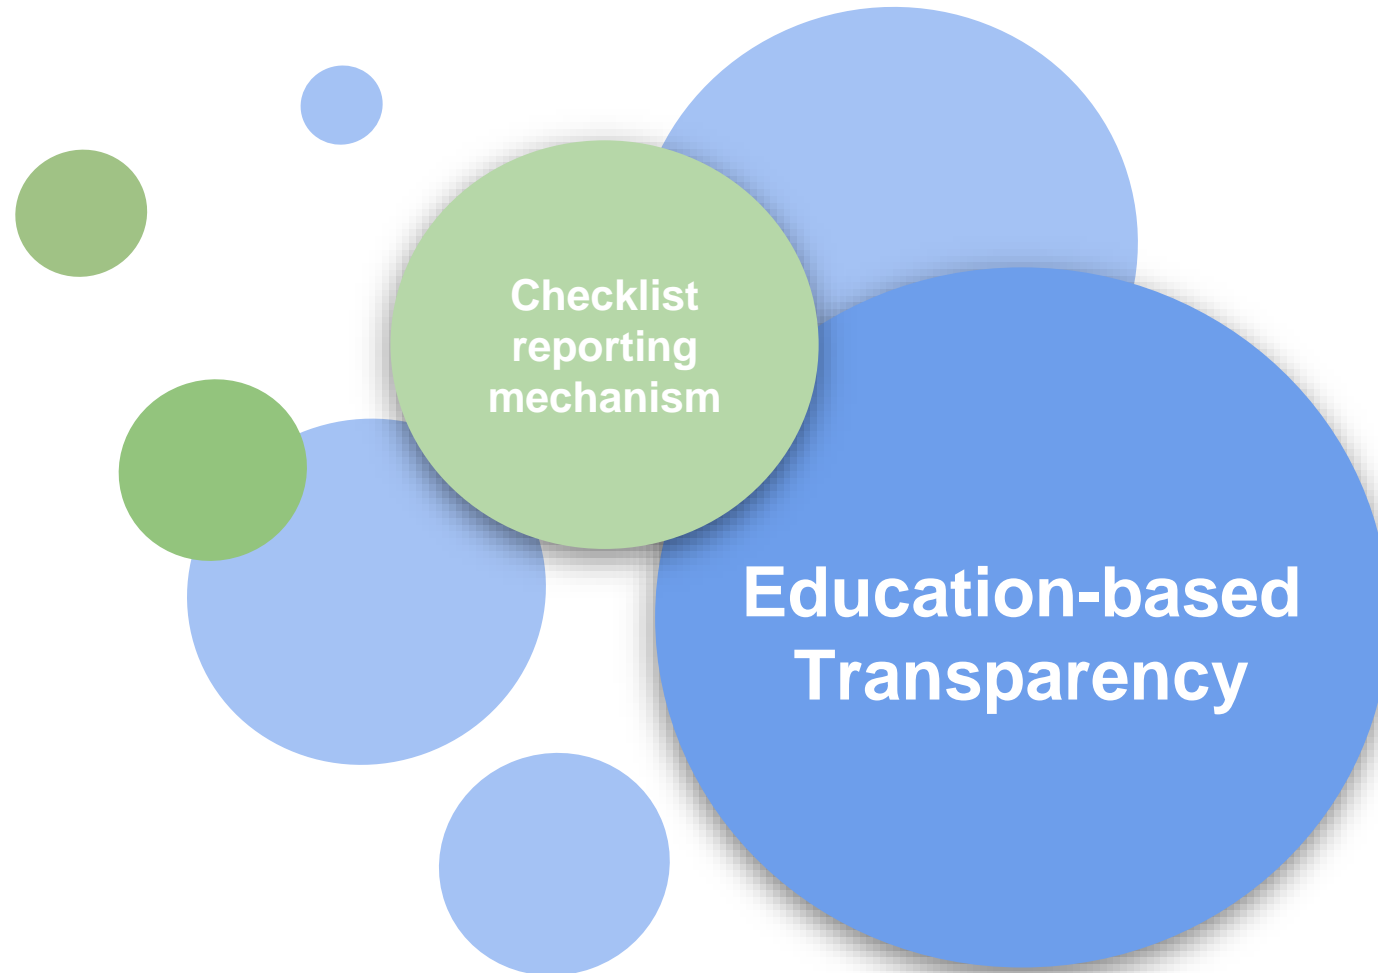 Checklist
reporting
mechanism
Education-based
Transparency